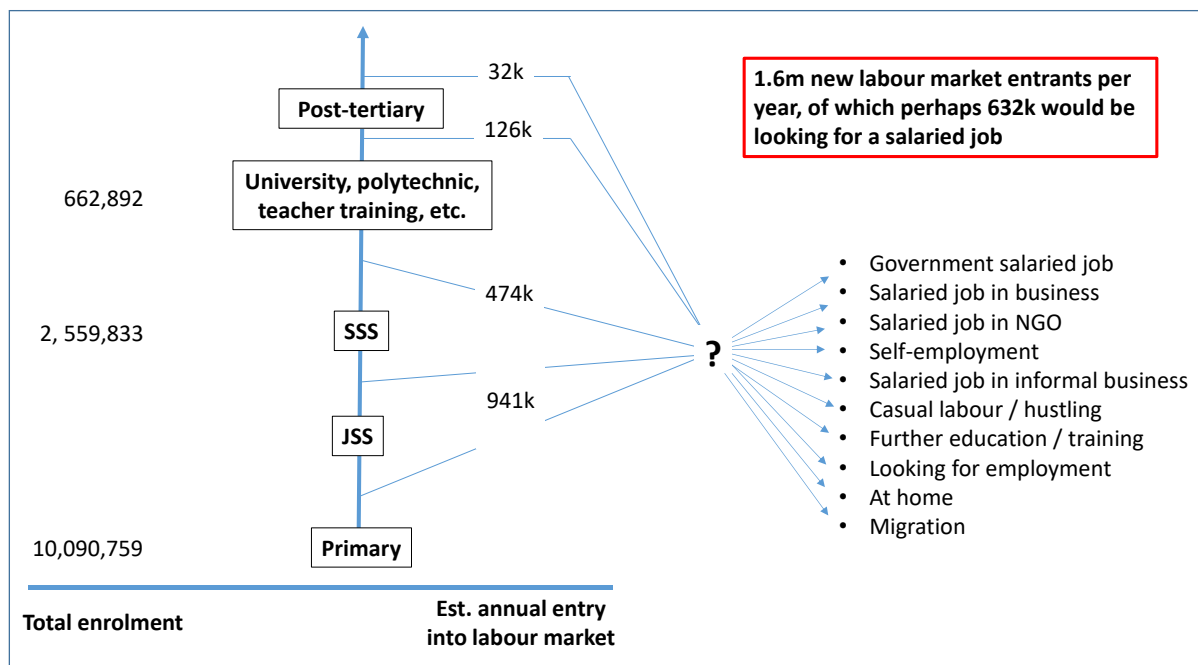 32k
1.6m new labour market entrants per
year, of which perhaps 632k would be
looking for a salaried job
Post-tertiary
126k
University, polytechnic,
teacher training, etc.
662,892
474k
2, 559,833
SSS
?
• Government salaried job
• Salaried job in business
• Salaried job in NGO
• Self-employment
• Salaried job in informal business
• Casual labour / hustling
• Further education / training
• Looking for employment
• At home
• Migration
941k
JSS
10,090,759
Primary
Total enrolment
Est. annual entry
into labour market